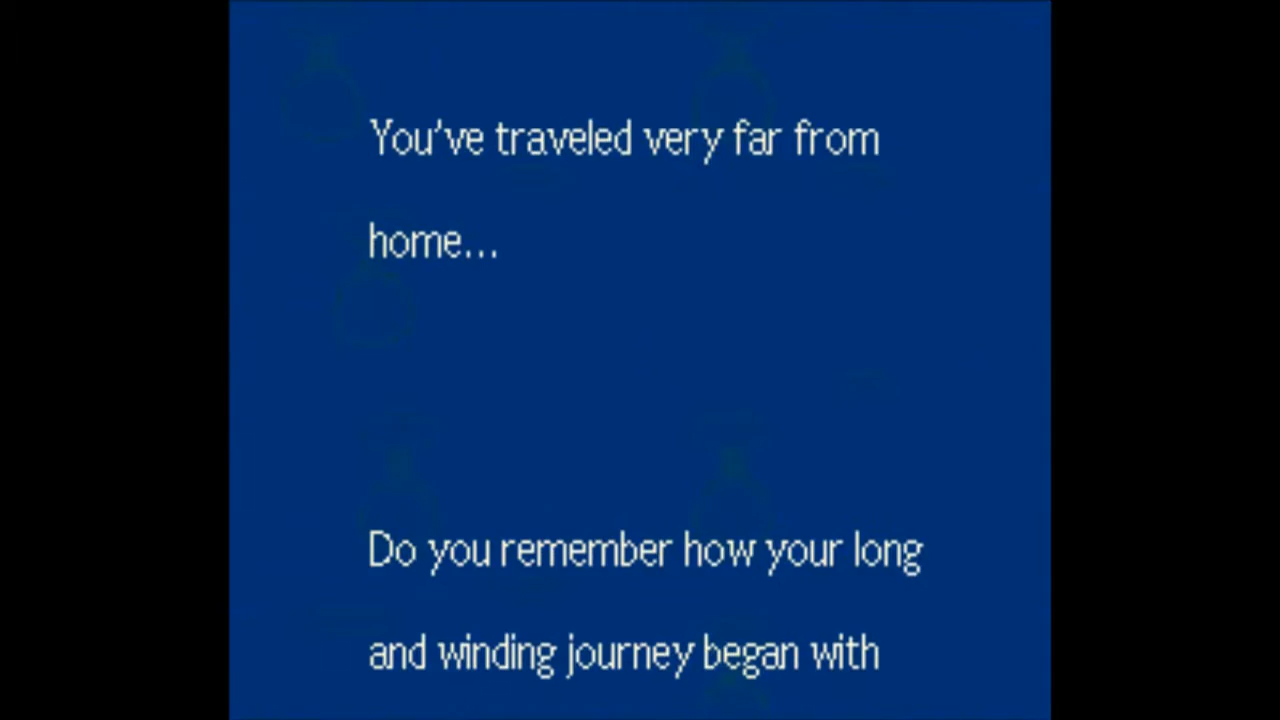 You've traveled very far from
home...
Do you remember how your long
and winding journey began with